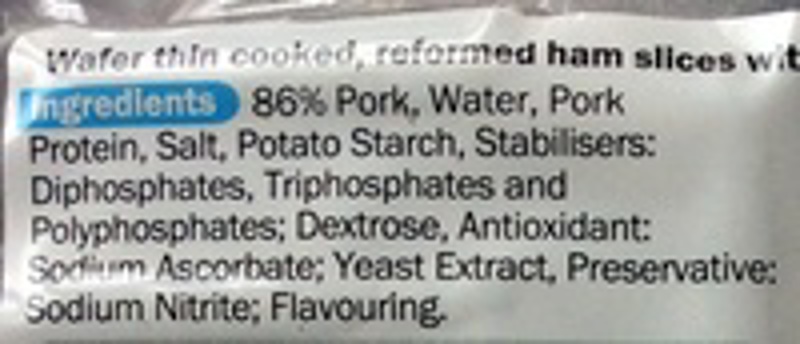 Wafer thin cooked, reformed ham slices wit
Ingredients 86% Pork, Water, Pork
Protein, Salt, Potato Starch, Stabilisers:
Diphosphates, Triphosphates and
Polyphosphates; Dextrose, Antioxidant:
Sodium Ascorbate; Yeast Extract, Preservative:
Sodium Nitrite; Flavouring.